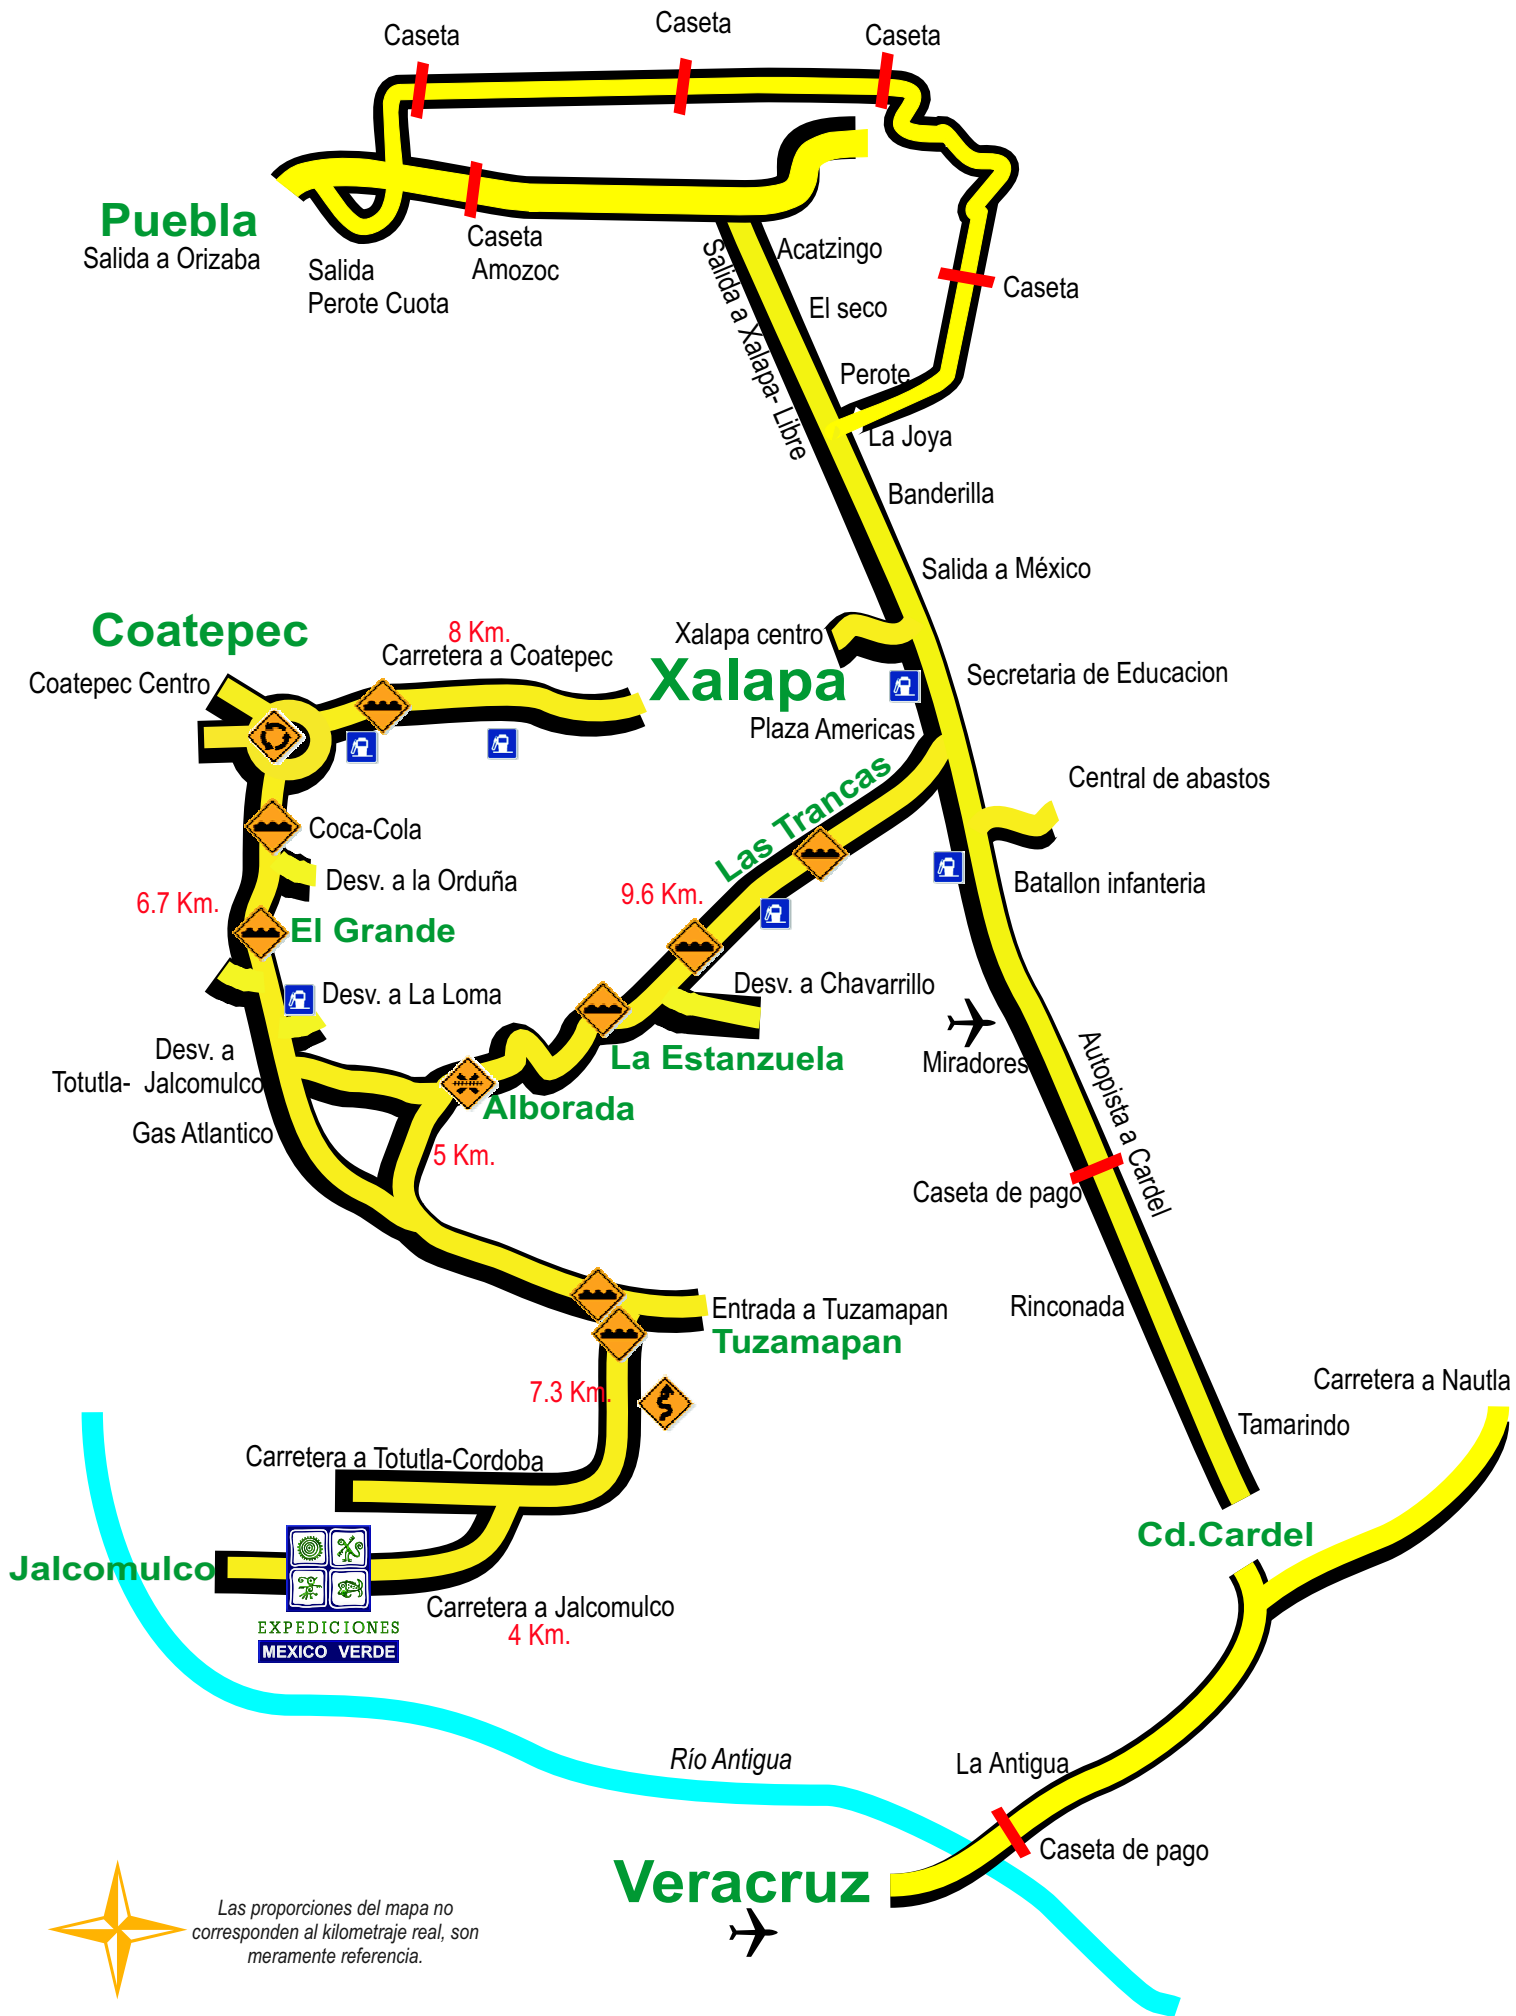 Caseta
Caseta
Caseta
Puebla
Salida a Orizaba
Salida
Perote Cuota
Caseta
Amozoc
Acatzingo
El seco
Caseta
Salida a Xalapa- Libre
Perote
La Joya
Banderilla
Salida a México
Coatepec
8 Km.
Carretera a Coatepec
Coatepec Centro
Xalapa centro
Xalapa
Secretaria de Educacion
Plaza Americas
Las Trancas
Central de abastos
Coca-Cola
Desv. a la Orduña
6.7 Km.
9.6 Km.
Batallon infanteria
El Grande
Desv. a La Loma
Desv. a Chavarrillo
Desv. a
Totutla- Jalcomulco
La Estanzuela
Miradores
Autopista a Cardel
Alborada
Gas Atlantico
5 Km.
Caseta de pago
Entrada a Tuzamapan
Tuzamapan
Rinconada
7.3 Km.
Carretera a Nautla
Tamarindo
Carretera a Totutla-Cordoba
Cd.Cardel
Jalcomulco
Carretera a Jalcomulco
4 Km.
EXPEDICIONES
MEXICO VERDE
Río Antigua
La Antigua
Caseta de pago
Veracruz
Las proporciones del mapa no
corresponden al kilometraje real, son
meramente referencia.